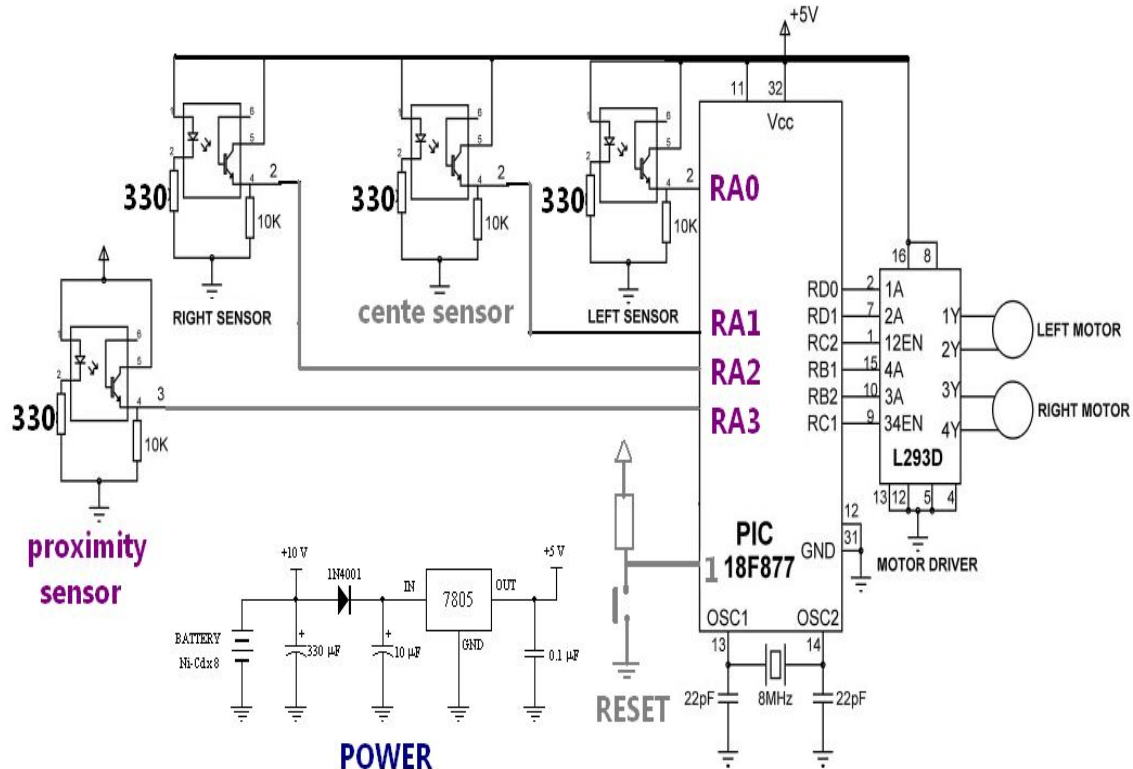 +5V
11 32
Vcc
1 6
5
2 4
2
330
10K
RIGHT SENSOR
1 6
5
2 4
2
330
10K
cente sensor
1 6
5
2 4
2
330
10K
LEFT SENSOR
RA0
RA1
RA2
RA3
1 6
5
2 4
3
330
10K
proximity
sensor
16 8
RD0 2 1A
RD1 7 2A
RC2 1 12EN
RB1 15 4A
RB2 10 3A
RC1 9 34EN
1Y
2Y
3Y
4Y
LEFT MOTOR
RIGHT MOTOR
L293D
13 12 5 4
MOTOR DRIVER
PIC
18F877
1
12
31
GND
OSC1 OSC2
13 14
22pF 8MHz 22pF
RESET
+10 V
1N4001
IN 7805 OUT
GND
+5 V
BATTERY
Ni-Cdx8
+
330 µF
+
10 µF
0.1 µF
POWER